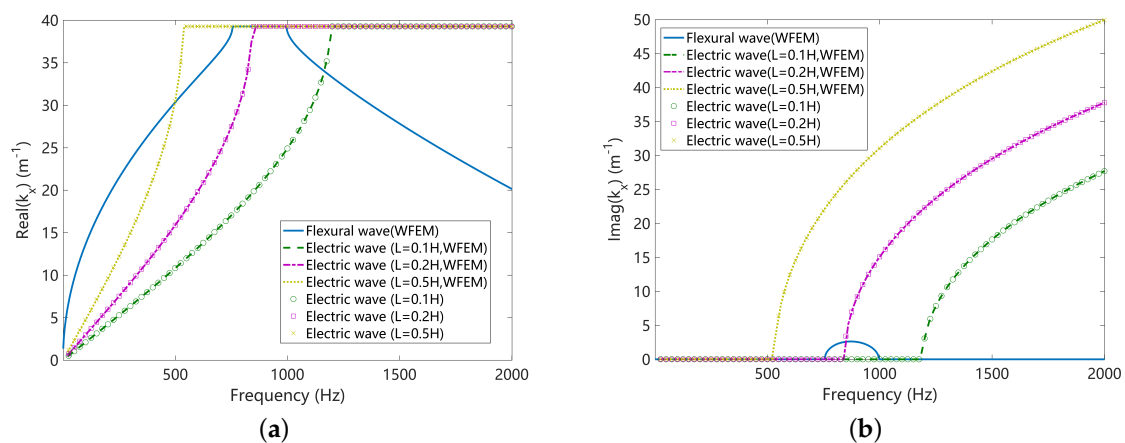 40
35
30
25
20
15
10
5
0
Real(kx) (m-1)
500
1000
1500
2000
Frequency (Hz)
Flexural wave(WFEM)
Electric wave (L=0.1H,WFEM)
Electric wave (L=0.2H,WFEM)
Electric wave (L=0.5H,WFEM)
Electric wave (L=0.1H)
Electric wave (L=0.2H)
Electric wave (L=0.5H)
(a)
50
45
40
35
30
25
20
15
10
5
0
Imag(kx) (m-1)
500
1000
1500
2000
Frequency (Hz)
Flexural wave(WFEM)
Electric wave(L=0.1H,WFEM)
Electric wave(L=0.2H,WFEM)
Electric wave(L=0.5H,WFEM)
Electric wave(L=0.1H)
Electric wave(L=0.2H)
Electric wave(L=0.5H)
(b)